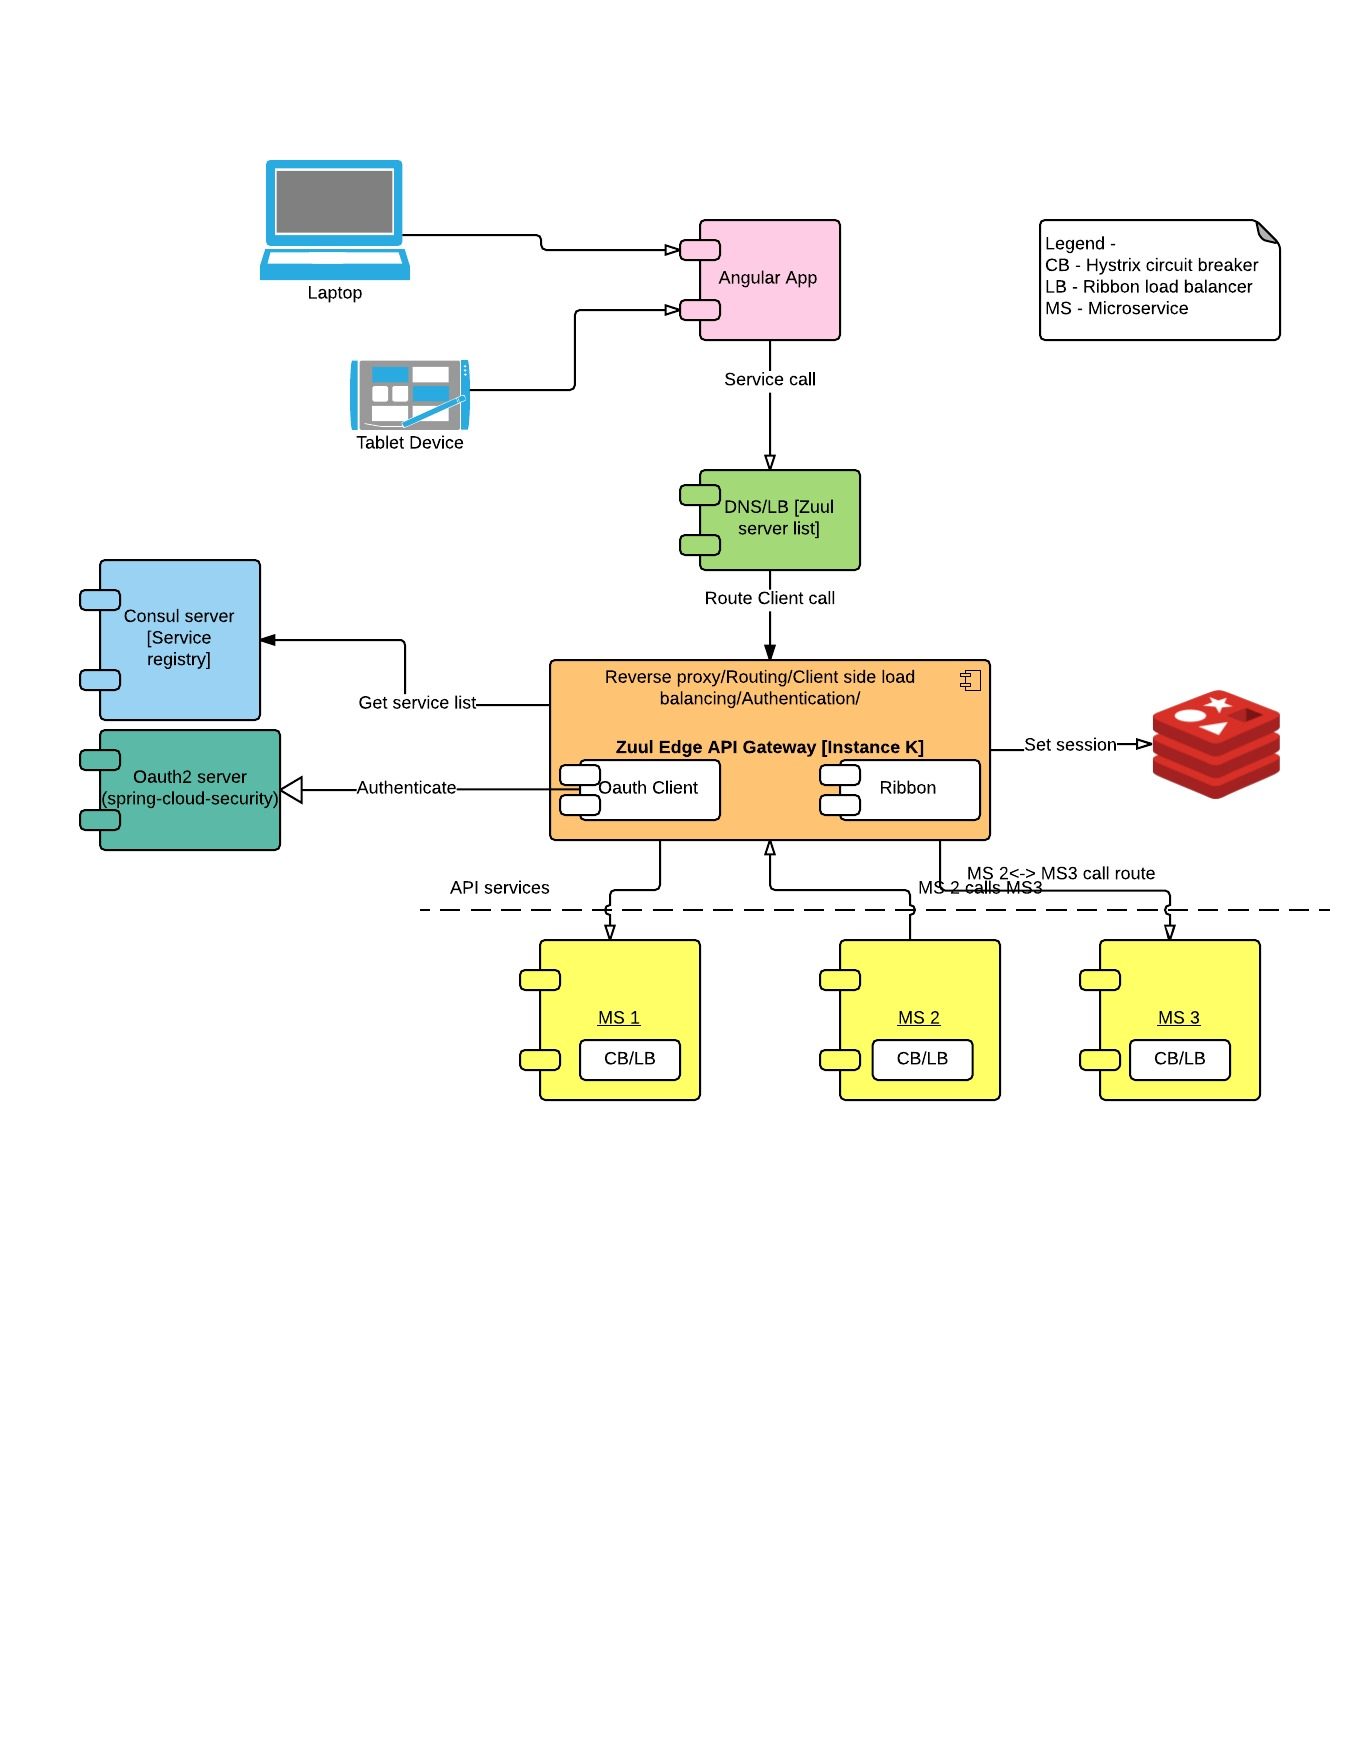 Laptop
Angular App
Legend -
CB - Hystrix circuit breaker
LB - Ribbon load balancer
MS - Microservice
Service call
Tablet Device
DNS/LB [Zuul
server list]
Route Client call
Consul server
[Service
registry]
Get service list
Reverse proxy/Routing/Client side load
balancing/Authentication/
Zuul Edge API Gateway [Instance K]
Set session
Oauth2 server
(spring-cloud-security)
Authenticate
Oauth Client
Ribbon
API services
MS 2<-> MS3 call route
MS 2 calls MS3
MS 1
CB/LB
MS 2
CB/LB
MS 3
CB/LB